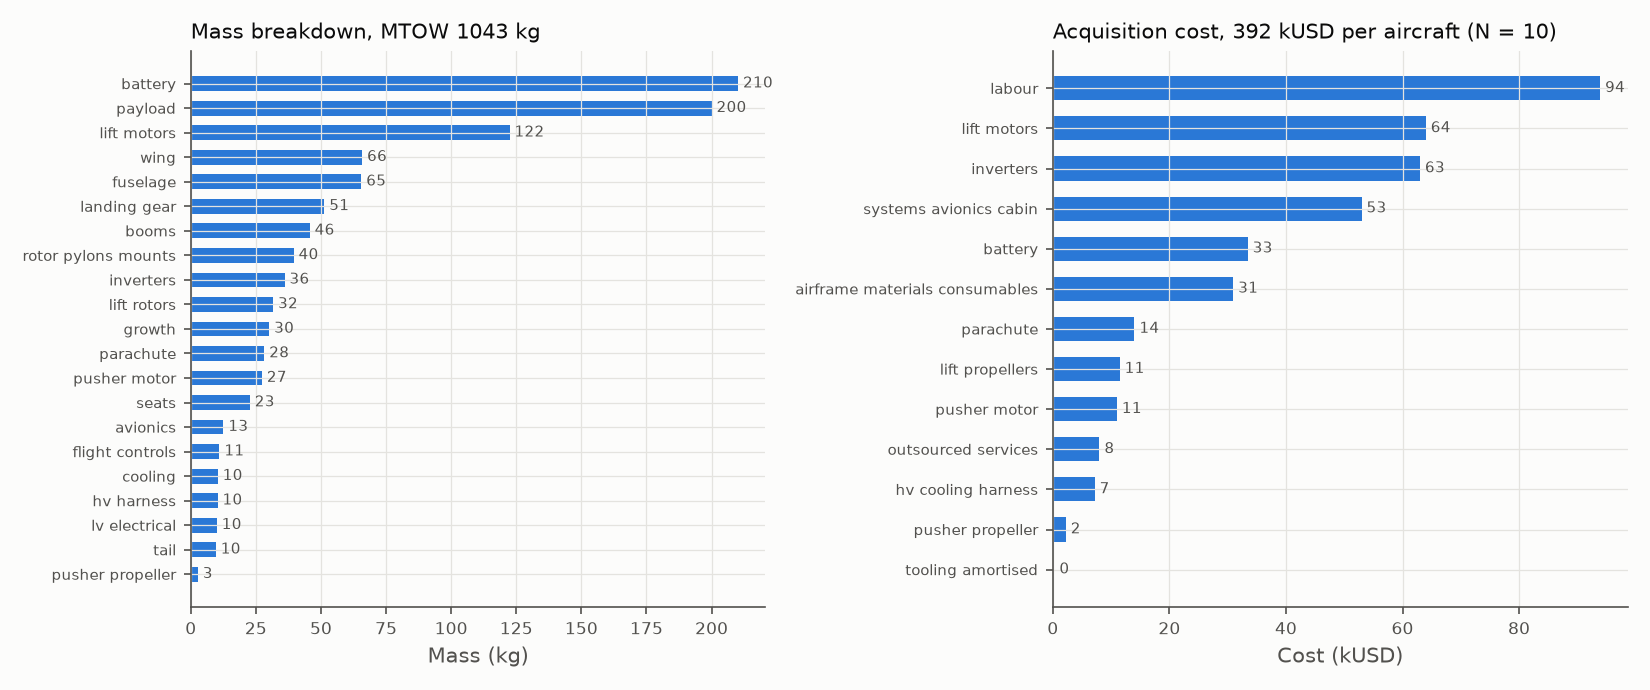 Mass breakdown, MTOW 1043 kg
battery 210
payload 200
lift motors 122
wing 66
fuselage 65
landing gear 51
booms 46
rotor pylons mounts 40
inverters 36
lift rotors 32
growth 30
parachute 28
pusher motor 27
seats 23
avionics 13
flight controls 11
cooling 10
hv harness 10
lv electrical 10
tail 10
pusher propeller 3
0 25 50 75 100 125 150 175 200
Mass (kg)
Acquisition cost, 392 kUSD per aircraft (N = 10)
labour 94
lift motors 64
inverters 63
systems avionics cabin 53
battery 33
airframe materials consumables 31
parachute 14
lift propellers 11
pusher motor 11
outsourced services 8
hv cooling harness 7
pusher propeller 2
tooling amortised 0
0 20 40 60 80
Cost (kUSD)